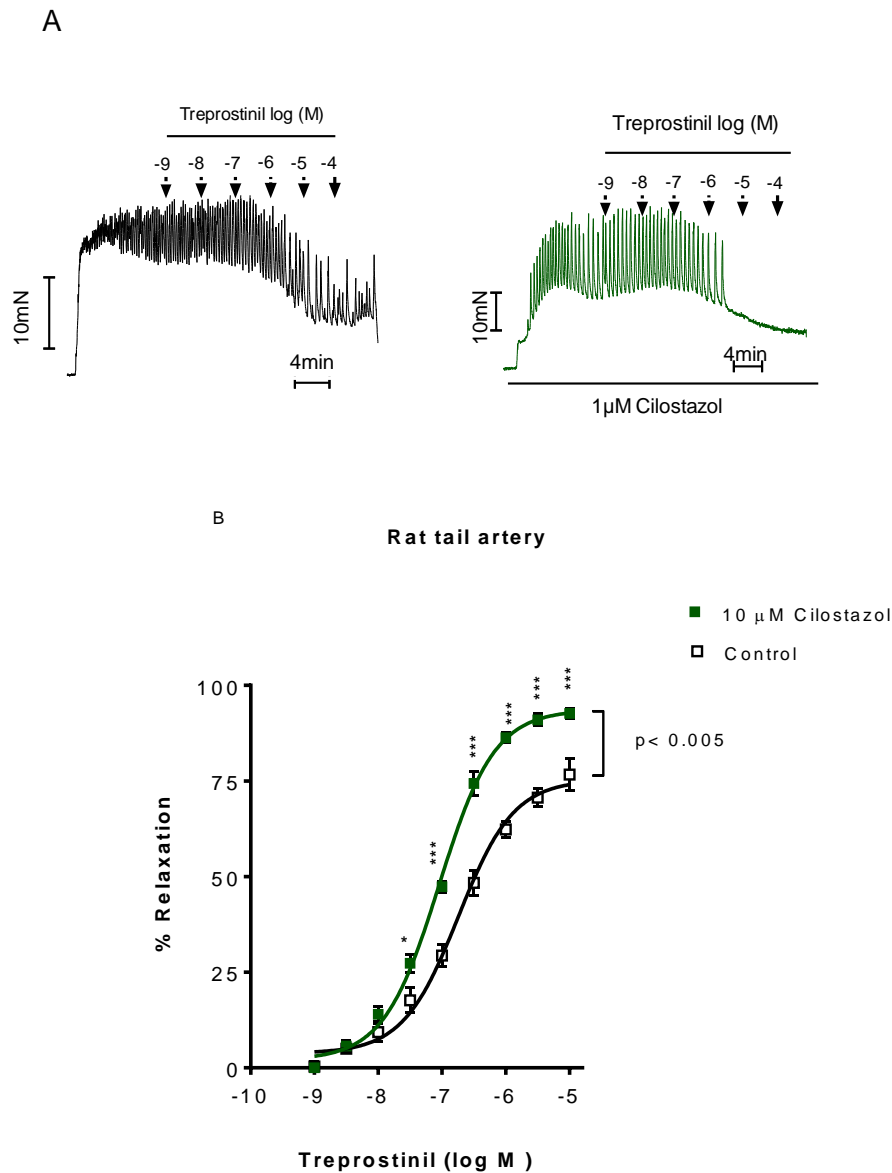 A
Treprostinil log (M)
-9 -8 -7 -6 -5 -4
10mN
4min
Treprostinil log (M)
-9 -8 -7 -6 -5 -4
10mN
4min
1µM Cilostazol
B
Rat tail artery
10 µM Cilostazol
Control
% Relaxation
100
75
50
25
0
* *** *** *** *** ***
p< 0.005
-10 -9 -8 -7 -6 -5
Treprostinil (log M )